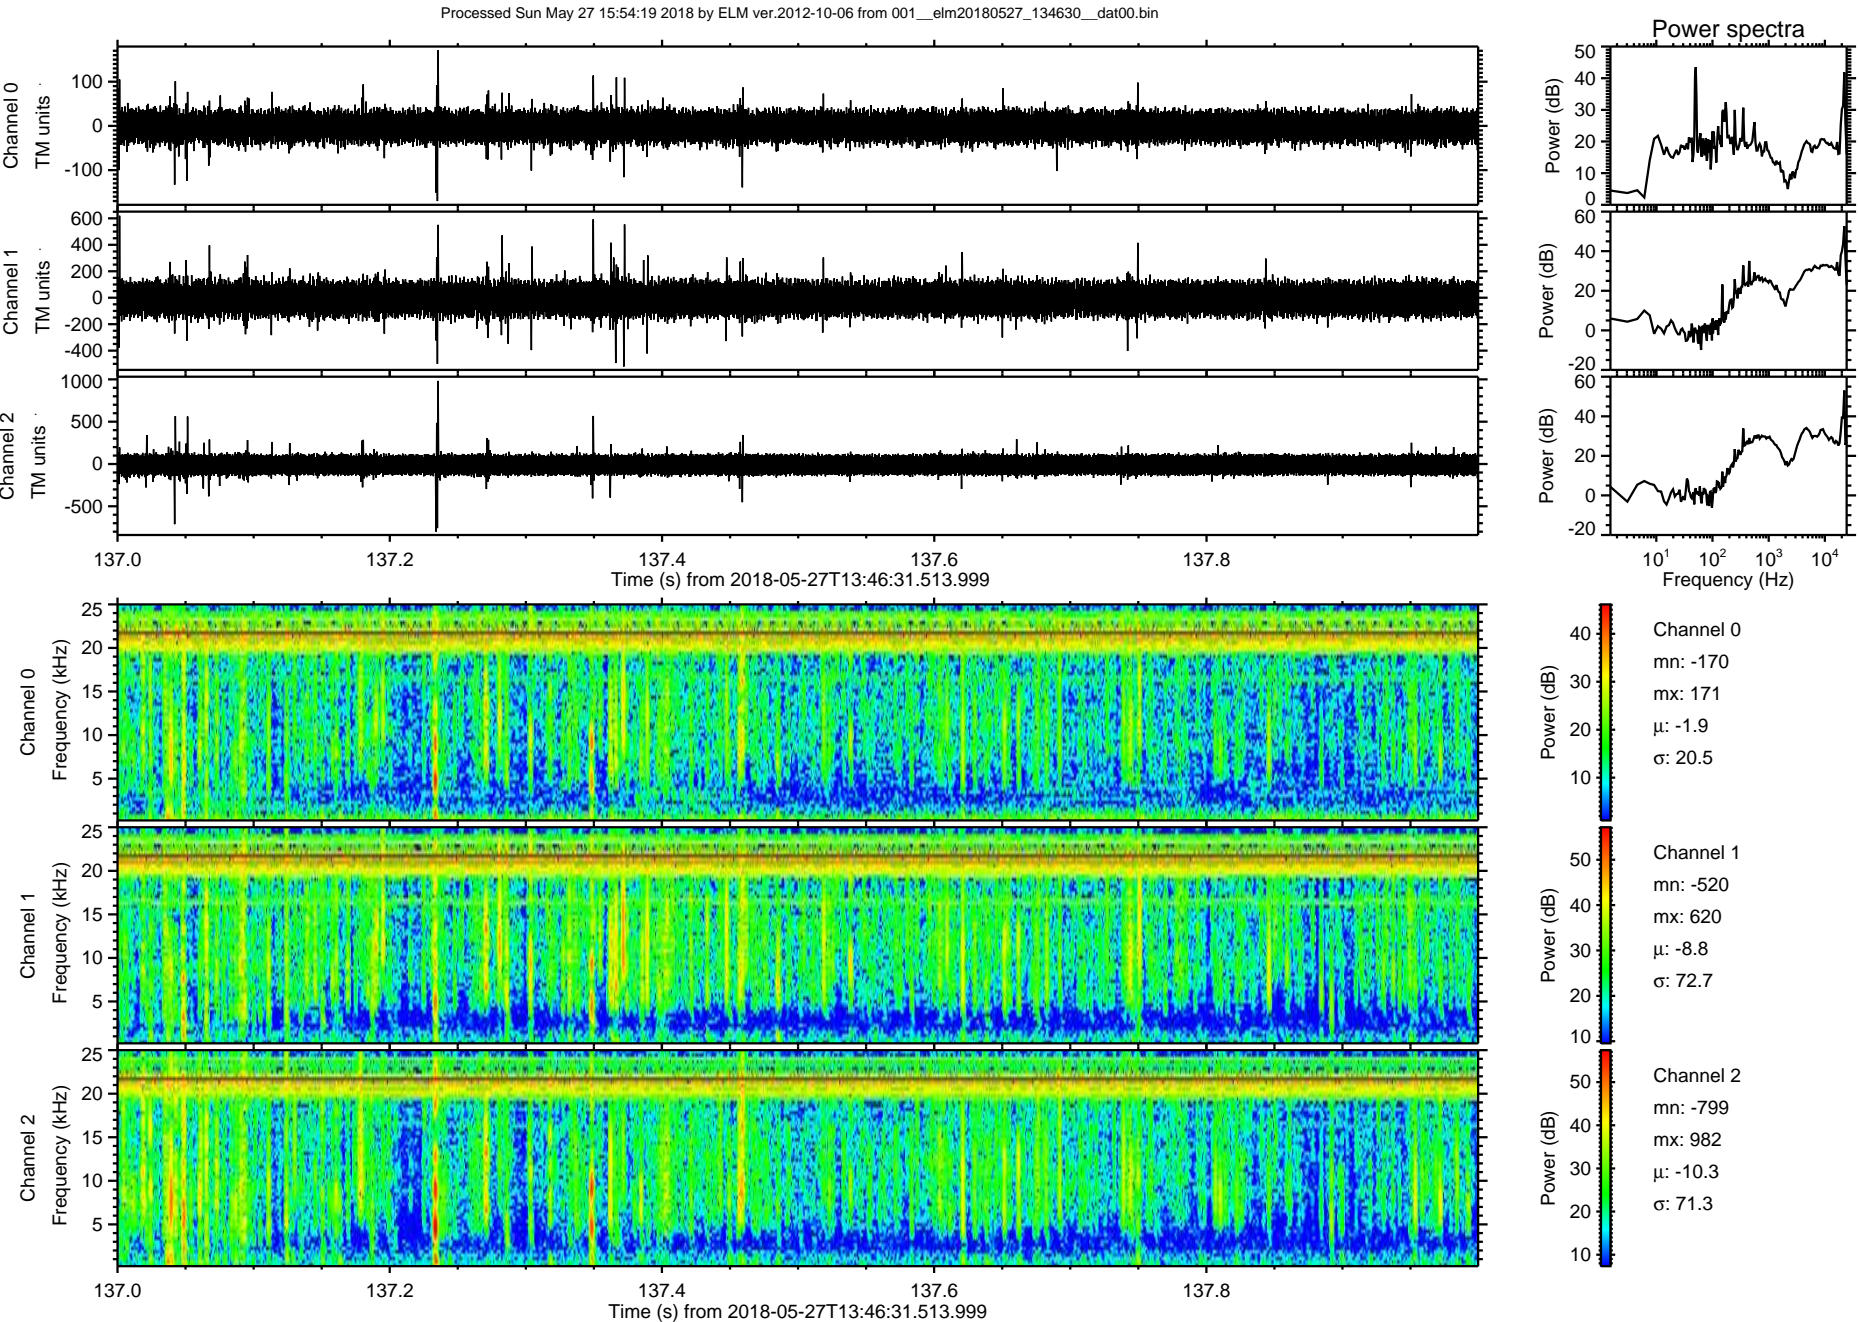 Processed Sun May 27 15:54:19 2018 by ELM ver.2012-10-06 from 001__elm20180527_134630__dat00.bin
Power spectra
Channel 0
TM units
100
0
-100
Power (dB)
50
40
30
20
10
0
Channel 1
TM units
600
400
200
0
-200
-400
Power (dB)
60
40
20
0
-20
Channel 2
TM units
1000
500
0
-500
Power (dB)
60
40
20
0
-20
137.0 137.2 137.4 137.6 137.8
Time (s) from 2018-05-27T13:46:31.513.999
10^1 10^2 10^3 10^4
Frequency (Hz)
Channel 0
Frequency (kHz)
25
20
15
10
5
Power (dB)
40
30
20
10
Channel 0
mn: -170
mx: 171
μ: -1.9
σ: 20.5
Channel 1
Frequency (kHz)
25
20
15
10
5
Power (dB)
50
40
30
20
10
Channel 1
mn: -520
mx: 620
μ: -8.8
σ: 72.7
Channel 2
Frequency (kHz)
25
20
15
10
5
Power (dB)
50
40
30
20
10
Channel 2
mn: -799
mx: 982
μ: -10.3
σ: 71.3
137.0 137.2 137.4 137.6 137.8
Time (s) from 2018-05-27T13:46:31.513.999